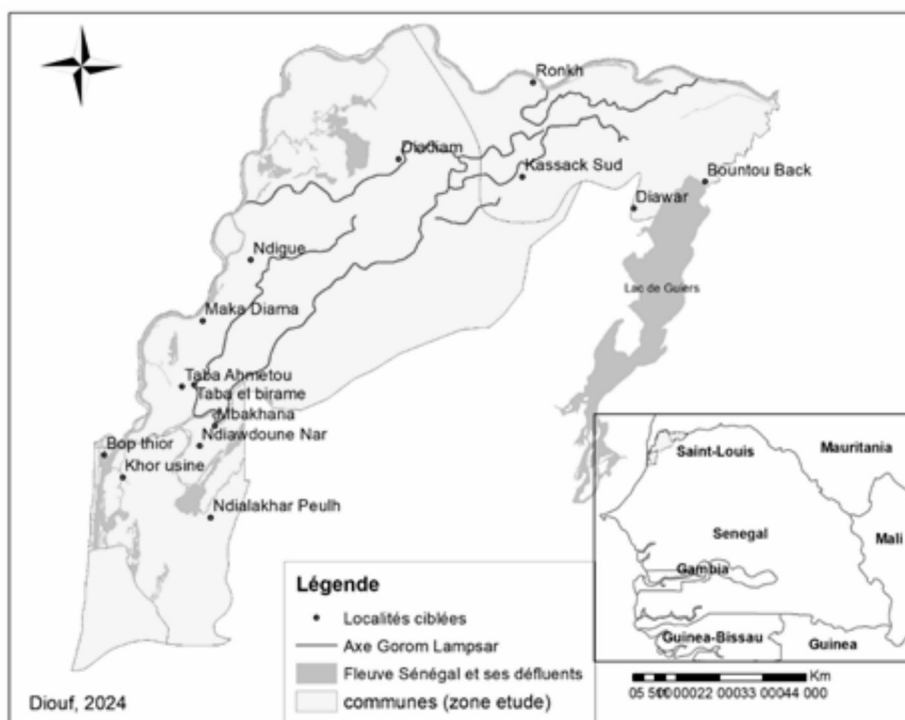 Ronkh
Diadiam
Kassack Sud
Bountou Back
Diawar
Ndigue
Lac de Guiers
Maka Diama
Taba Ahmetou
Taba el birame
Mbakhana
Ndiawdoune Nar
Bop thior
Khor usine
Ndialakhar Peulh
Saint-Louis
Mauritania
Senegal
Mali
Gambia
Guinea-Bissau
Guinea
Légende
Localités ciblées
Axe Gorom Lampsar
Fleuve Sénégal et ses défluents
communes (zone etude)
Km
Diouf, 2024